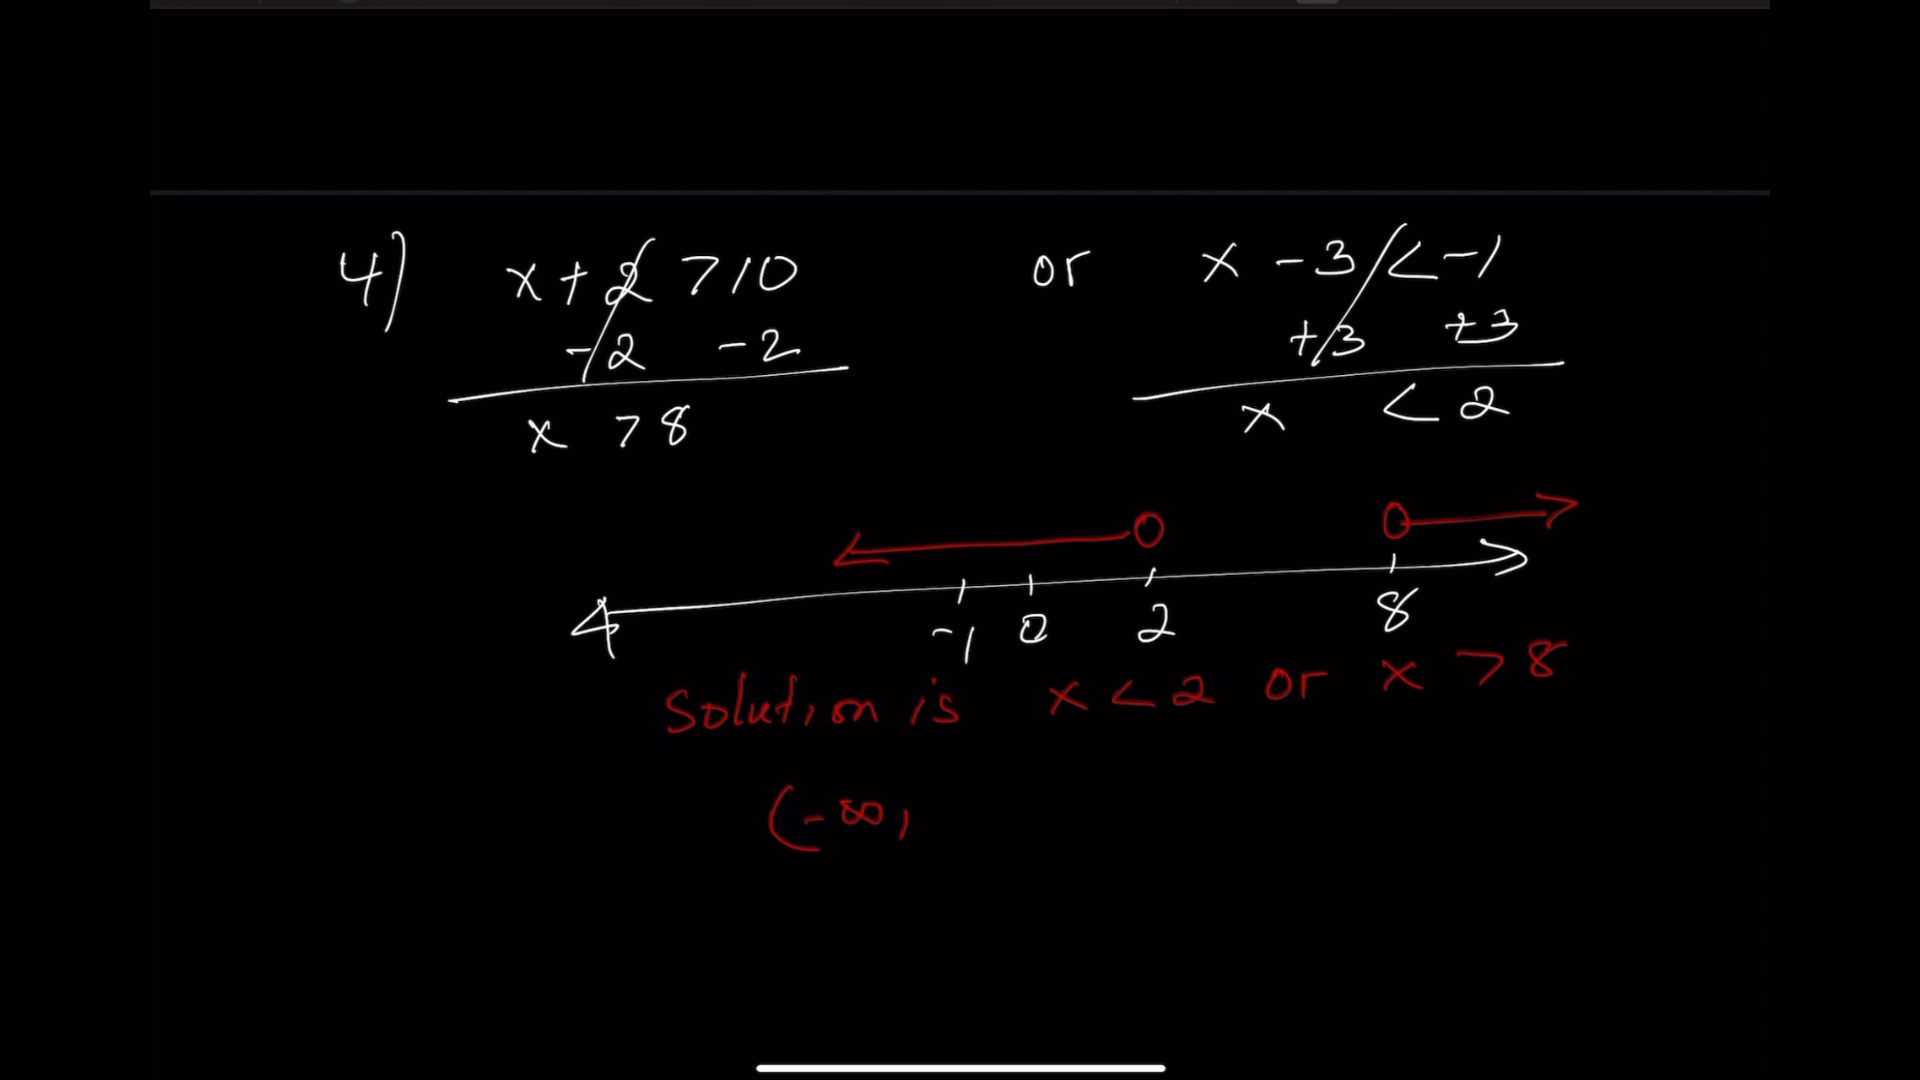 4) x + 2 > 10 or x - 3 < -1
-2 -2 +3 +3
x > 8 x < 2
-1 0 2 8
Solution is x < 2 or x > 8
(-∞,